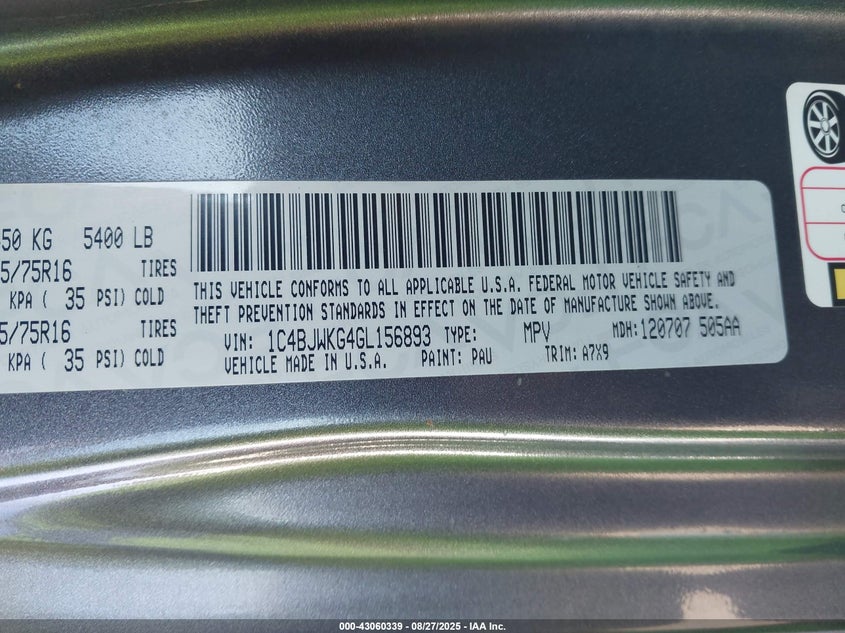 50 KG 5400 LB
5/75R16 TIRES
KPA ( 35 PSI) COLD
5/75R16 TIRES
KPA ( 35 PSI) COLD
THIS VEHICLE CONFORMS TO ALL APPLICABLE U.S.A. FEDERAL MOTOR VEHICLE SAFETY AND
THEFT PREVENTION STANDARDS IN EFFECT ON THE DATE OF MANUFACTURE SHOWN ABOVE.
VIN: 1C4BJWKG4GL156893 TYPE: MPV MDH: 120707 505AA
VEHICLE MADE IN U.S.A. PAINT: PAU TRIM: A7X9
000-43060339 - 08/27/2025 - IAA Inc.